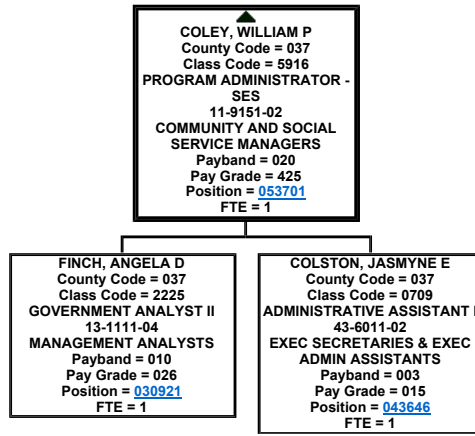 COLEY, WILLIAM P
County Code = 037
Class Code = 5916
PROGRAM ADMINISTRATOR -
SES
11-9151-02
COMMUNITY AND SOCIAL
SERVICE MANAGERS
Payband = 020
Pay Grade = 425
Position = 053701
FTE = 1
FINCH, ANGELA D
County Code = 037
Class Code = 2225
GOVERNMENT ANALYST II
13-1111-04
MANAGEMENT ANALYSTS
Payband = 010
Pay Grade = 026
Position = 030921
FTE = 1
COLSTON, JASMYNE E
County Code = 037
Class Code = 0709
ADMINISTRATIVE ASSISTANT
43-6011-02
EXEC SECRETARIES & EXEC
ADMIN ASSISTANTS
Payband = 003
Pay Grade = 015
Position = 043646
FTE = 1